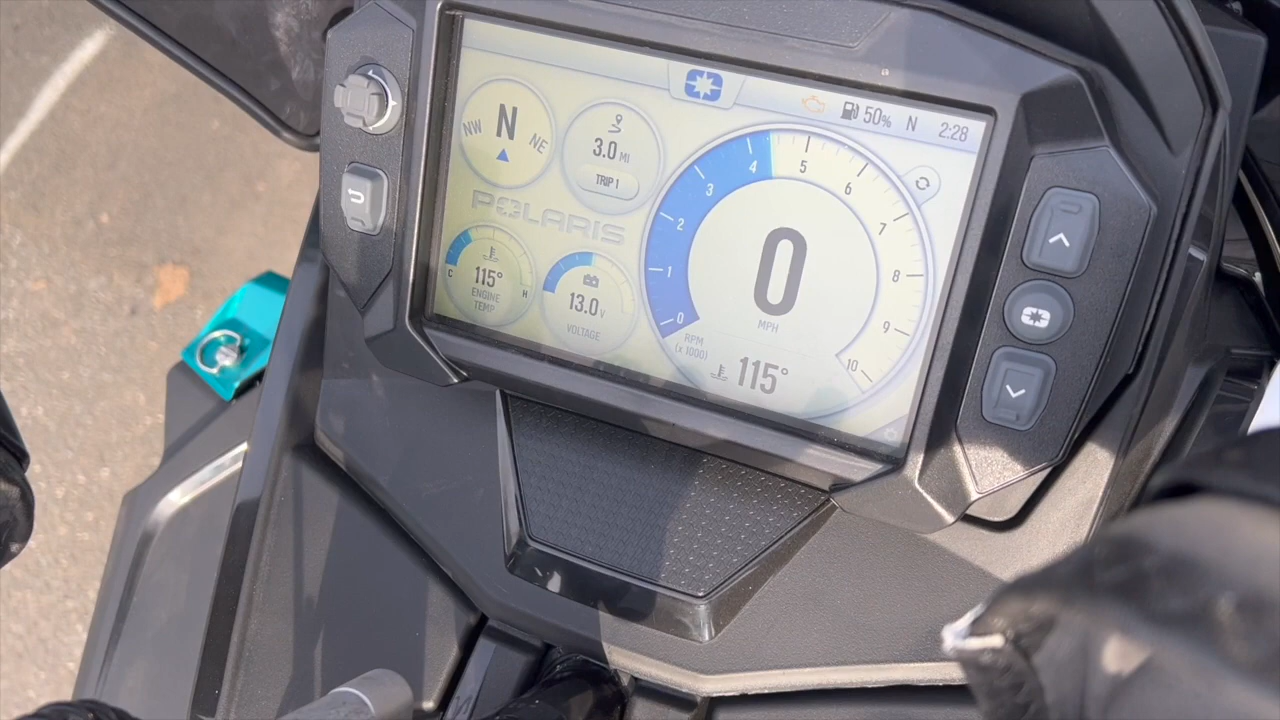 50% N 2:28
N
NW NE
3.0 MI
TRIP 1
POLARIS
C 115° H
ENGINE
TEMP
13.0 V
VOLTAGE
0 1 2 3 4 5 6 7 8 9 10
0
MPH
RPM
(x 1000)
115°